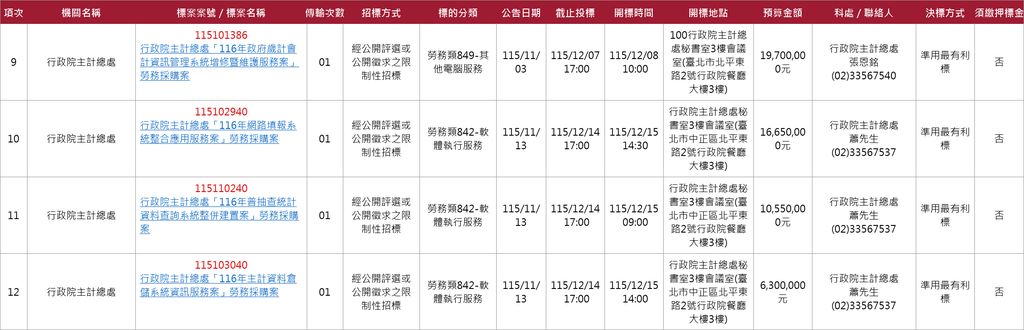 項次 機關名稱 標案案號 / 標案名稱 傳輸次數 招標方式 標的分類 公告日期 截止投標 開標時間 開標地點 預算金額 科處 / 聯絡人 決標方式 須繳押標金
9
行政院主計總處
115101386
行政院主計總處「116年政府歲計會
計資訊管理系統增修暨維護服務案」
勞務採購案
01
經公開評選或
公開徵求之限
制性招標
勞務類849-其
他電腦服務
115/11/
03
115/12/07
17:00
115/12/08
10:00
100行政院主計總
處秘書室3樓會議
室(臺北市北平東
路2號行政院餐廳
大樓3樓)
19,700,00
0元
行政院主計總處
張恩銘
(02)33567540
準用最有利
標
否
10
行政院主計總處
115102940
行政院主計總處「116年網路填報系
統整合應用服務案」勞務採購案
01
經公開評選或
公開徵求之限
制性招標
勞務類842-軟
體執行服務
115/11/
13
115/12/14
17:00
115/12/15
14:30
行政院主計總處秘
書室3樓會議室(臺
北市中正區北平東
路2號行政院餐廳
大樓3樓)
16,650,00
0元
行政院主計總處
蕭先生
(02)33567537
準用最有利
標
否
11
行政院主計總處
115110240
行政院主計總處「116年普抽查統計
資料查詢系統整併建置案」勞務採購
案
01
經公開評選或
公開徵求之限
制性招標
勞務類842-軟
體執行服務
115/11/
13
115/12/14
17:00
115/12/15
09:00
行政院主計總處秘
書室3樓會議室(臺
北市中正區北平東
路2號行政院餐廳
大樓3樓)
10,550,00
0元
行政院主計總處
蕭先生
(02)33567537
準用最有利
標
否
12
行政院主計總處
115103040
行政院主計總處「116年主計資料倉
儲系統資訊服務案」勞務採購案
01
經公開評選或
公開徵求之限
制性招標
勞務類842-軟
體執行服務
115/11/
13
115/12/14
17:00
115/12/15
14:00
行政院主計總處秘
書室3樓會議室(臺
北市中正區北平東
路2號行政院餐廳
大樓3樓)
6,300,000
元
行政院主計總處
蕭先生
(02)33567537
準用最有利
標
否